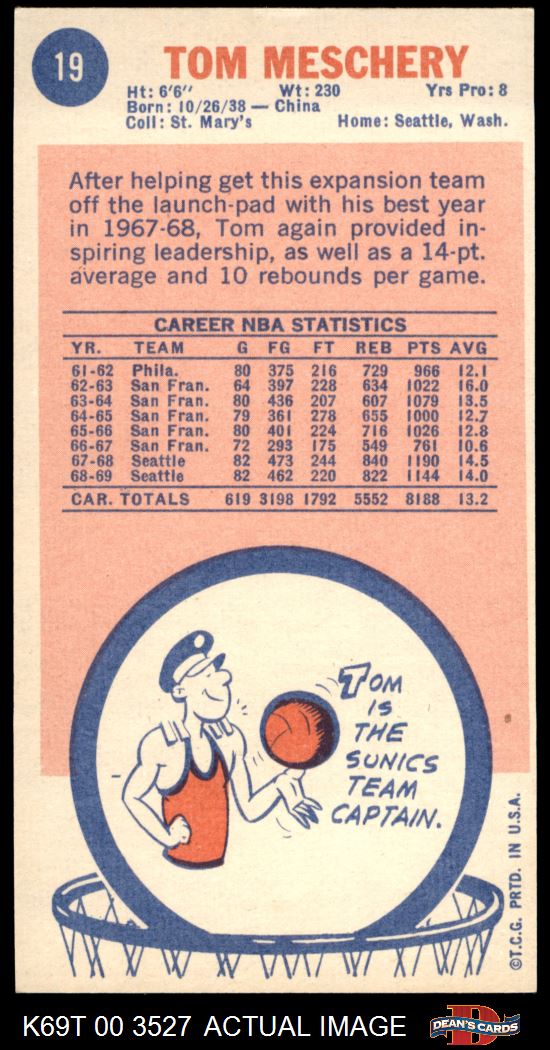 19
TOM MESCHERY
Ht: 6'6" Wt: 230 Yrs Pro: 8
Born: 10/26/38 — China
Coll: St. Mary's Home: Seattle, Wash.
After helping get this expansion team
off the launch-pad with his best year
in 1967-68, Tom again provided in-
spiring leadership, as well as a 14-pt.
average and 10 rebounds per game.
CAREER NBA STATISTICS
YR. TEAM G FG FT REB PTS AVG
61-62 Phila. 80 375 216 729 966 12.1
62-63 San Fran. 64 397 228 634 1022 16.0
63-64 San Fran. 80 436 207 607 1079 13.5
64-65 San Fran. 79 361 278 655 1000 12.7
65-66 San Fran. 80 401 224 716 1026 12.8
66-67 San Fran. 72 293 175 549 761 10.6
67-68 Seattle 82 473 244 840 1190 14.5
68-69 Seattle 82 462 220 822 1144 14.0
CAR. TOTALS 619 3198 1792 5552 8188 13.2
TOM
IS
THE
SUNICS
TEAM
CAPTAIN.
©T.C.G. PRTD. IN U.S.A.
K69T 00 3527 ACTUAL IMAGE
D
DEAN'S CARDS